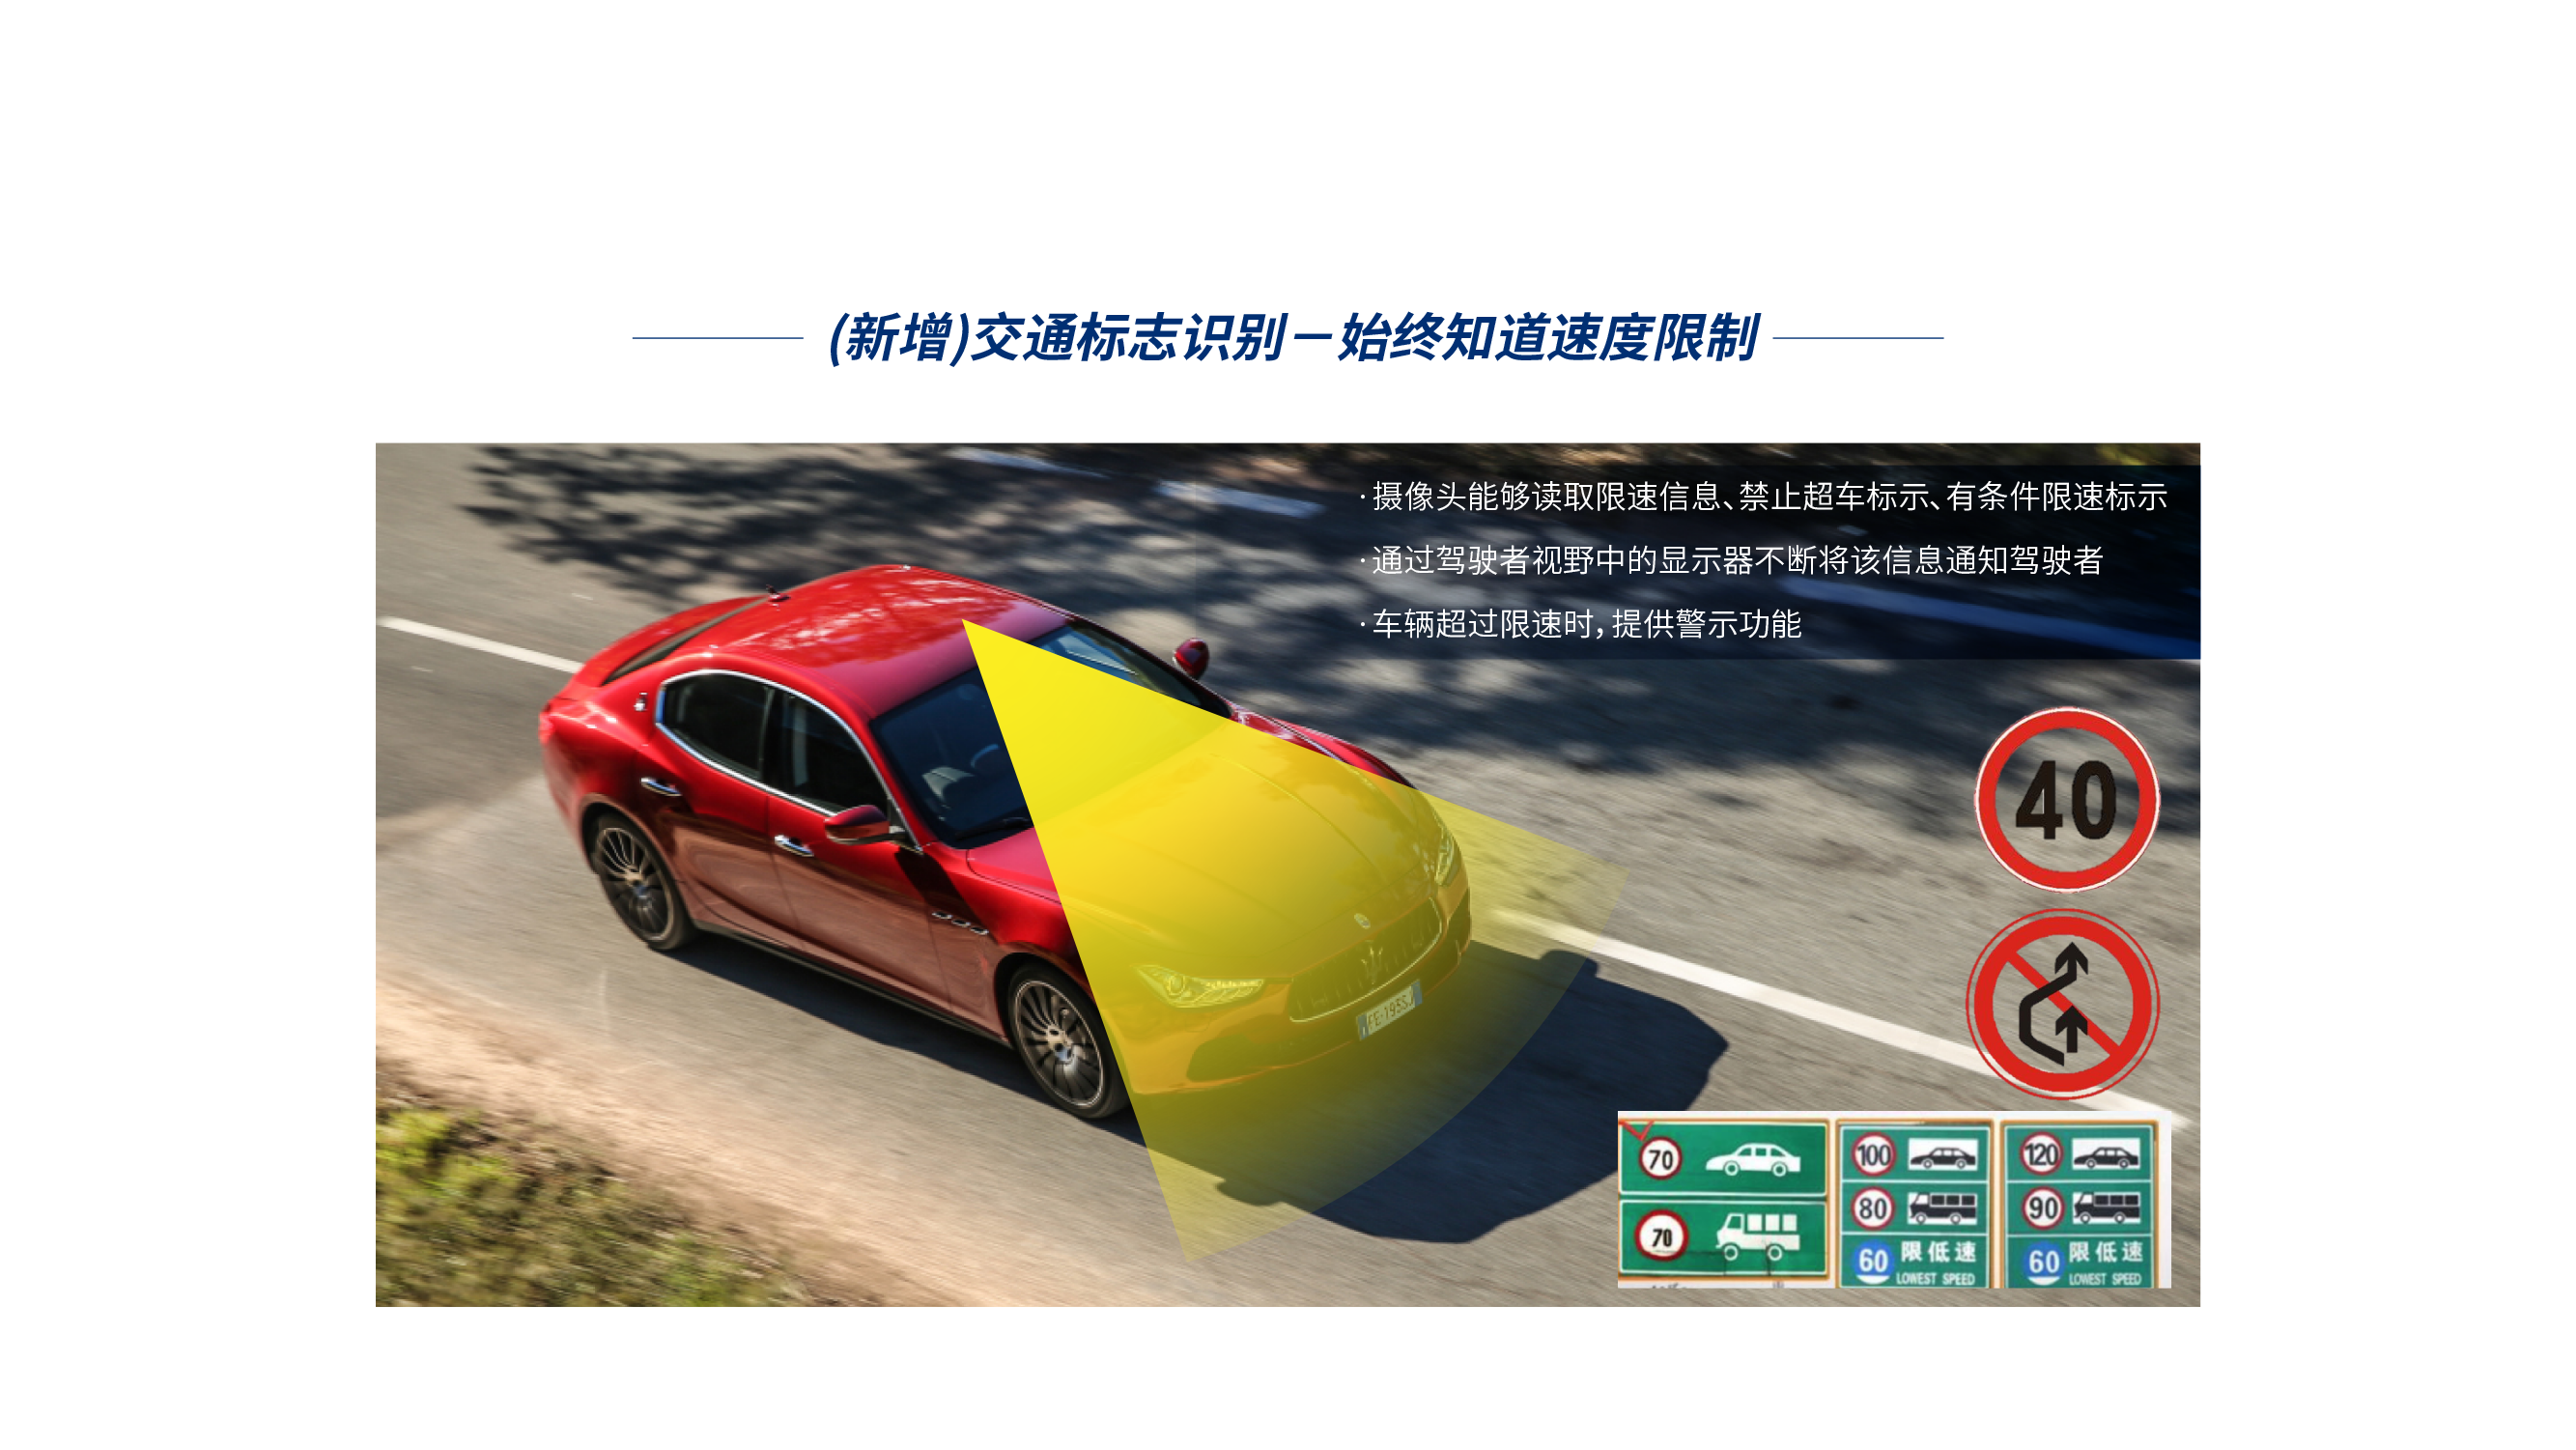 (新增)交通标志识别－始终知道速度限制
·摄像头能够读取限速信息、禁止超车标示、有条件限速标示
·通过驾驶者视野中的显示器不断将该信息通知驾驶者
·车辆超过限速时，提供警示功能
40
70
70
100
80
60 限低速
LOWEST SPEED
120
90
60 限低速
LOWEST SPEED